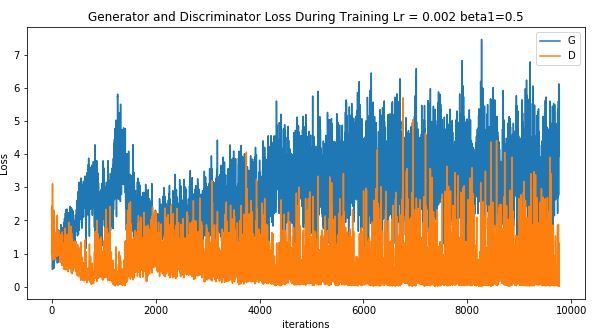 Generator and Discriminator Loss During Training Lr = 0.002 beta1=0.5
G
D
7
6
5
4
3
2
1
0
Loss
0 2000 4000 6000 8000 10000
iterations